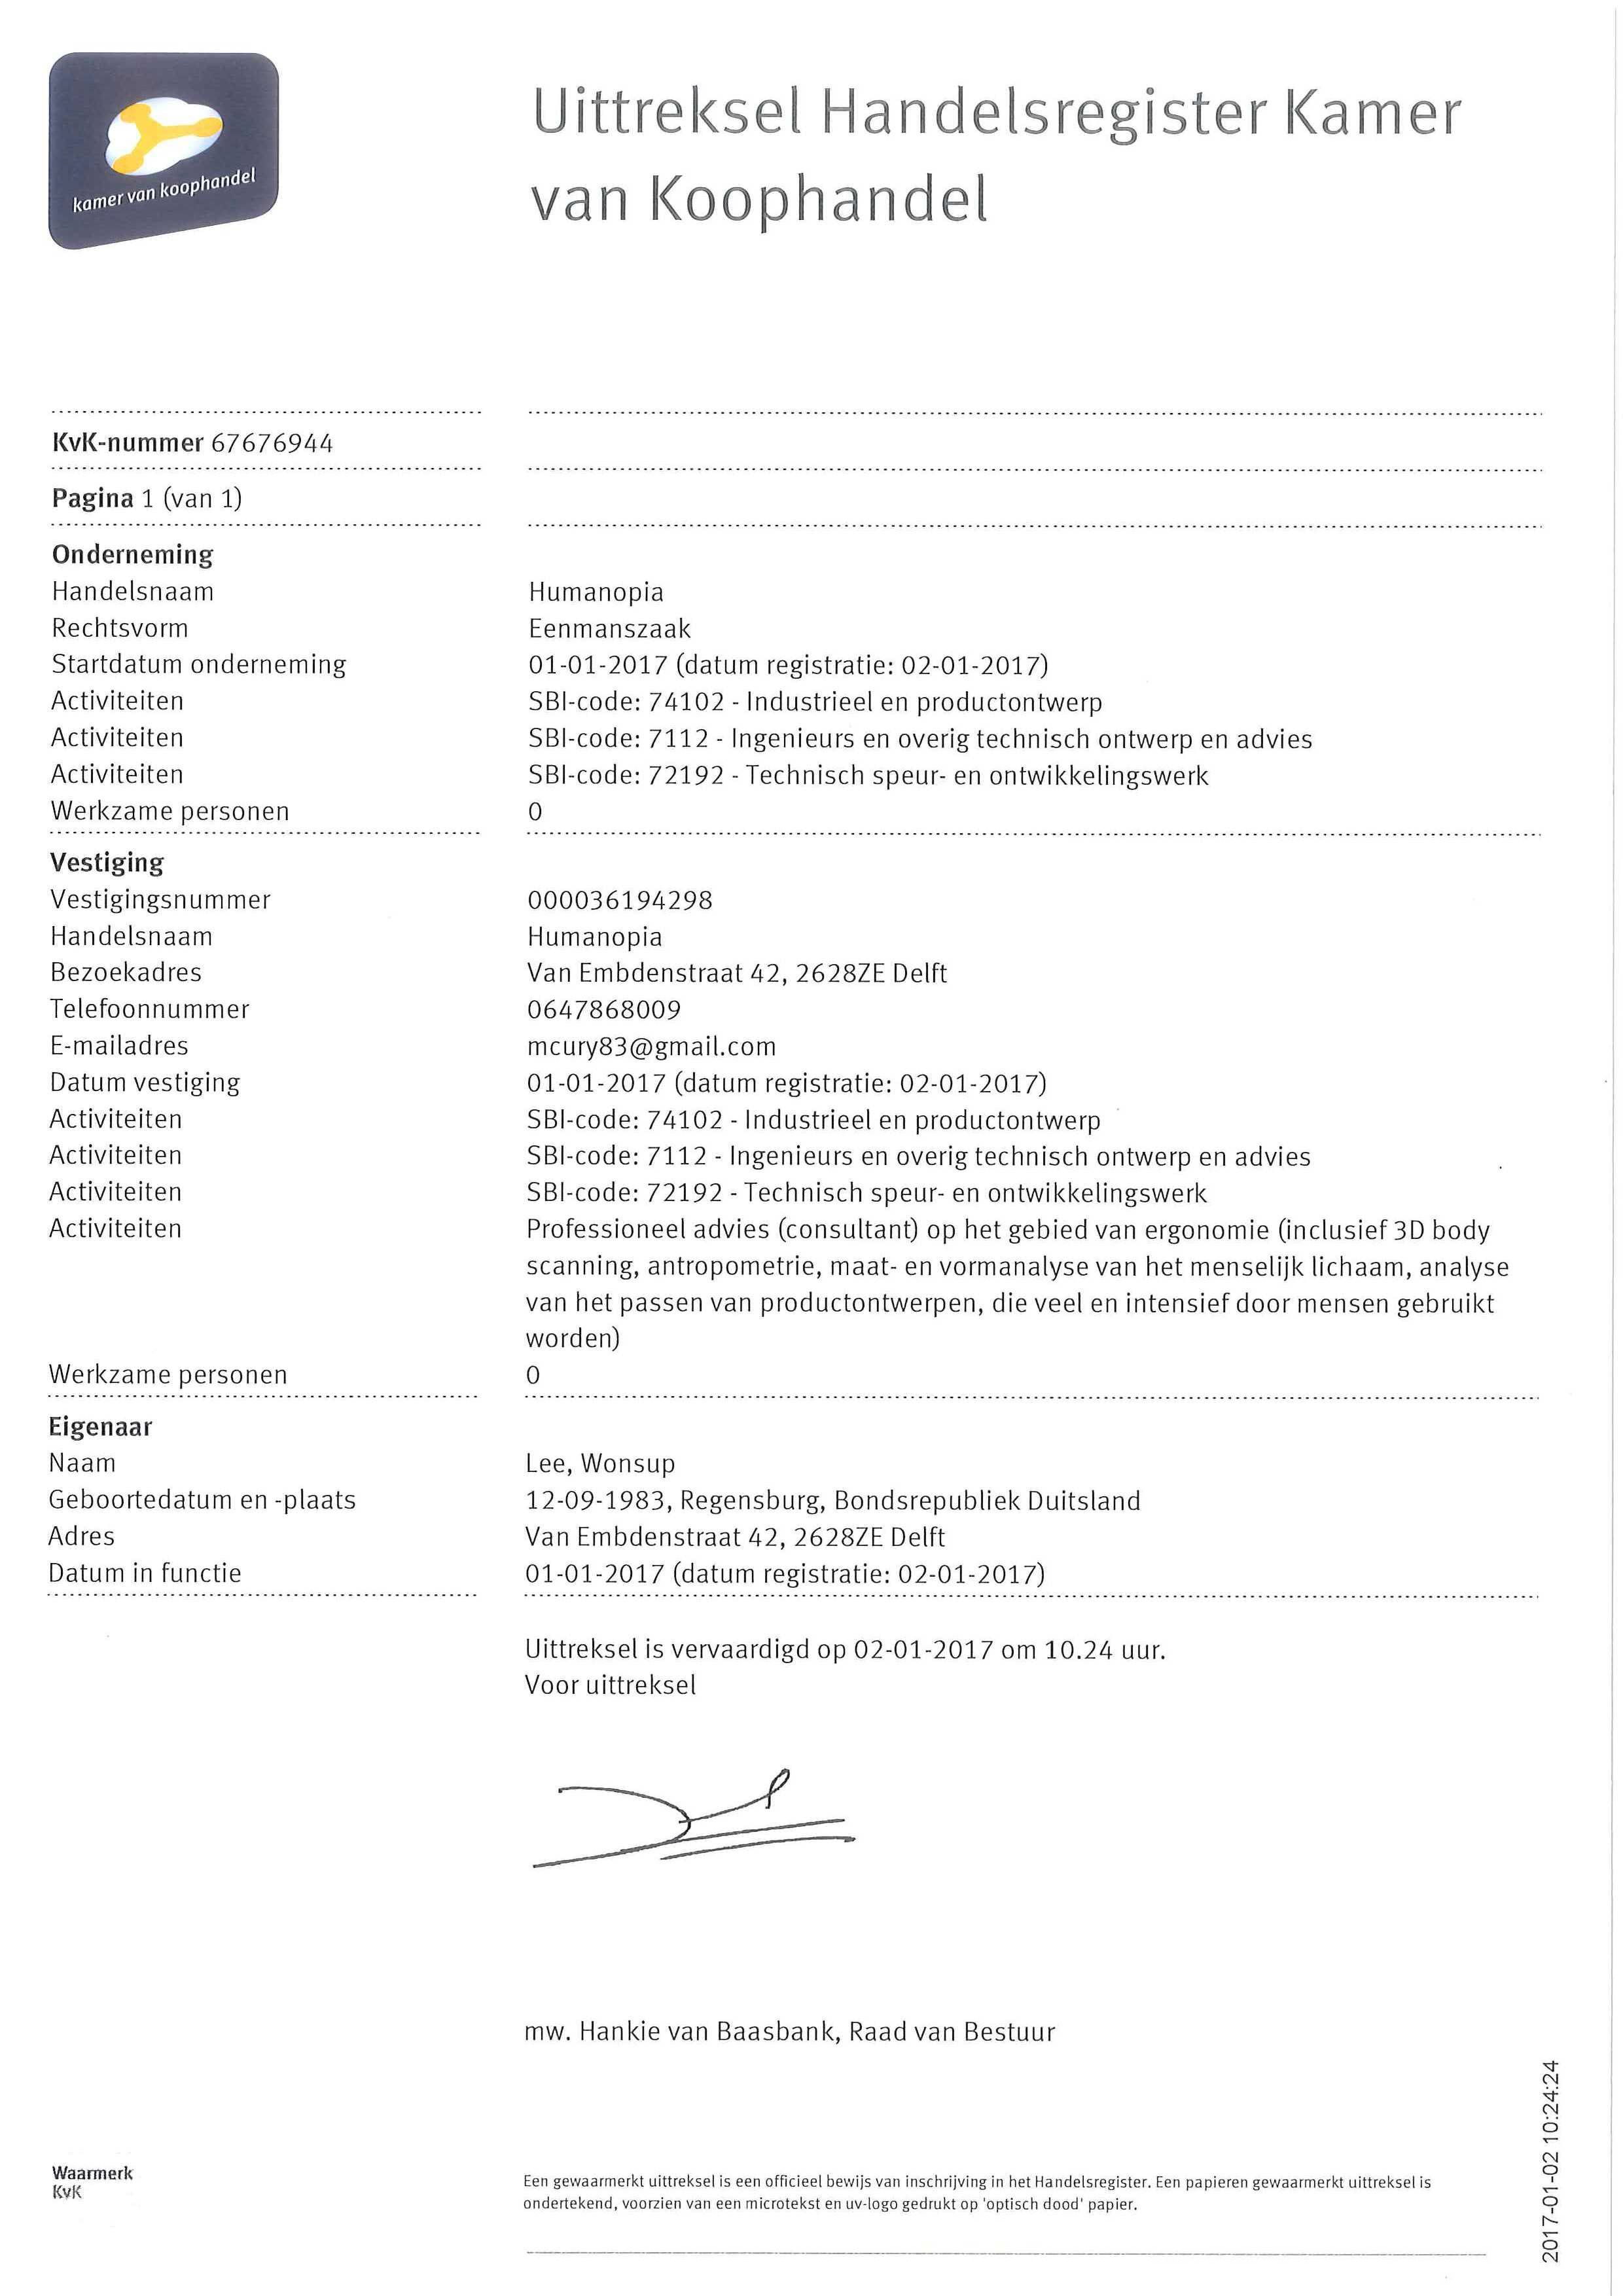 kamer van koophandel
Uittreksel Handelsregister Kamer
van Koophandel
KvK-nummer 67676944
Pagina 1 (van 1)
Onderneming
Handelsnaam Humanopia
Rechtsvorm Eenmanszaak
Startdatum onderneming 01-01-2017 (datum registratie: 02-01-2017)
Activiteiten SBI-code: 74102 - Industrieel en productontwerp
Activiteiten SBI-code: 7112 - Ingenieurs en overig technisch ontwerp en advies
Activiteiten SBI-code: 72192 - Technisch speur- en ontwikkelingswerk
Werkzame personen 0
Vestiging
Vestigingsnummer 000036194298
Handelsnaam Humanopia
Bezoekadres Van Embdenstraat 42, 2628ZE Delft
Telefoonnummer 0647868009
E-mailadres mcury83@gmail.com
Datum vestiging 01-01-2017 (datum registratie: 02-01-2017)
Activiteiten SBI-code: 74102 - Industrieel en productontwerp
Activiteiten SBI-code: 7112 - Ingenieurs en overig technisch ontwerp en advies
Activiteiten SBI-code: 72192 - Technisch speur- en ontwikkelingswerk
Activiteiten Professioneel advies (consultant) op het gebied van ergonomie (inclusief 3D body
scanning, antropometrie, maat- en vormanalyse van het menselijk lichaam, analyse
van het passen van productontwerpen, die veel en intensief door mensen gebruikt
worden)
Werkzame personen 0
Eigenaar
Naam Lee, Wonsup
Geboortedatum en -plaats 12-09-1983, Regensburg, Bondsrepubliek Duitsland
Adres Van Embdenstraat 42, 2628ZE Delft
Datum in functie 01-01-2017 (datum registratie: 02-01-2017)
Uittreksel is vervaardigd op 02-01-2017 om 10.24 uur.
Voor uittreksel
mw. Hankie van Baasbank, Raad van Bestuur
Waarmerk
KvK
Een gewaarmerkt uittreksel is een officieel bewijs van inschrijving in het Handelsregister. Een papieren gewaarmerkt uittreksel is
ondertekend, voorzien van een microtekst en uv-logo gedrukt op 'optisch dood' papier.
2017-01-02 10:24:24